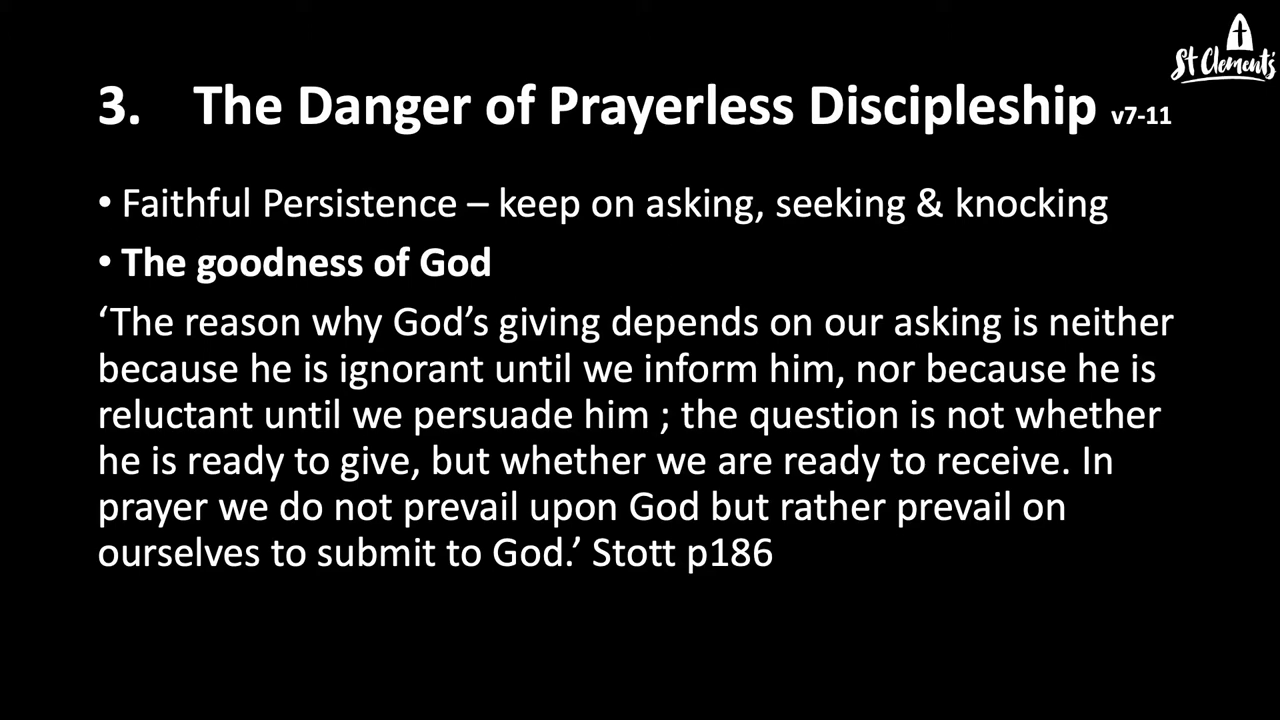 St Clement's
3. The Danger of Prayerless Discipleship v7-11
• Faithful Persistence – keep on asking, seeking & knocking
• The goodness of God
‘The reason why God’s giving depends on our asking is neither
because he is ignorant until we inform him, nor because he is
reluctant until we persuade him ; the question is not whether
he is ready to give, but whether we are ready to receive. In
prayer we do not prevail upon God but rather prevail on
ourselves to submit to God.’ Stott p186